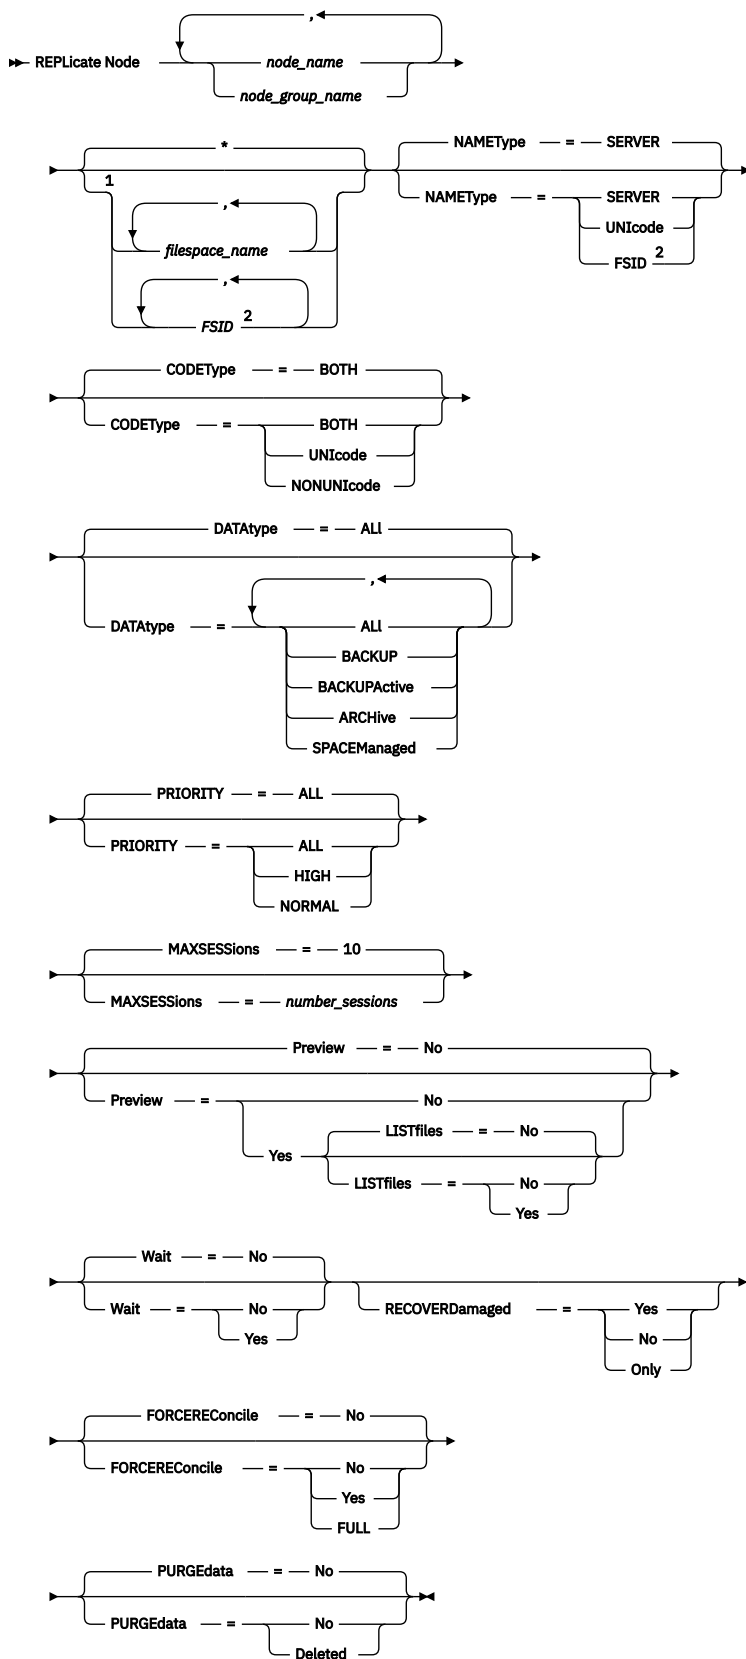 ,
REPLicate Node node_name
node_group_name
* NAMEType = SERVER
1
, NAMEType = SERVER
filespace_name UNIcode
, FSID 2
FSID 2
CODEType = BOTH
CODEType = BOTH
UNIcode
NONUNIcode
DATAtype = ALl
,
DATAtype = ALl
BACKUP
BACKUPActive
ARCHive
SPACEManaged
PRIORITY = ALL
PRIORITY = ALL
HIGH
NORMAL
MAXSESSions = 10
MAXSESSions = number_sessions
Preview = No
Preview = No
LISTfiles = No
Yes
LISTfiles = No
Yes
Wait = No
Wait = No RECOVERDamaged = Yes
Yes No
Only
FORCEREConcile = No
FORCEREConcile = No
Yes
FULL
PURGEdata = No
PURGEdata = No
Deleted